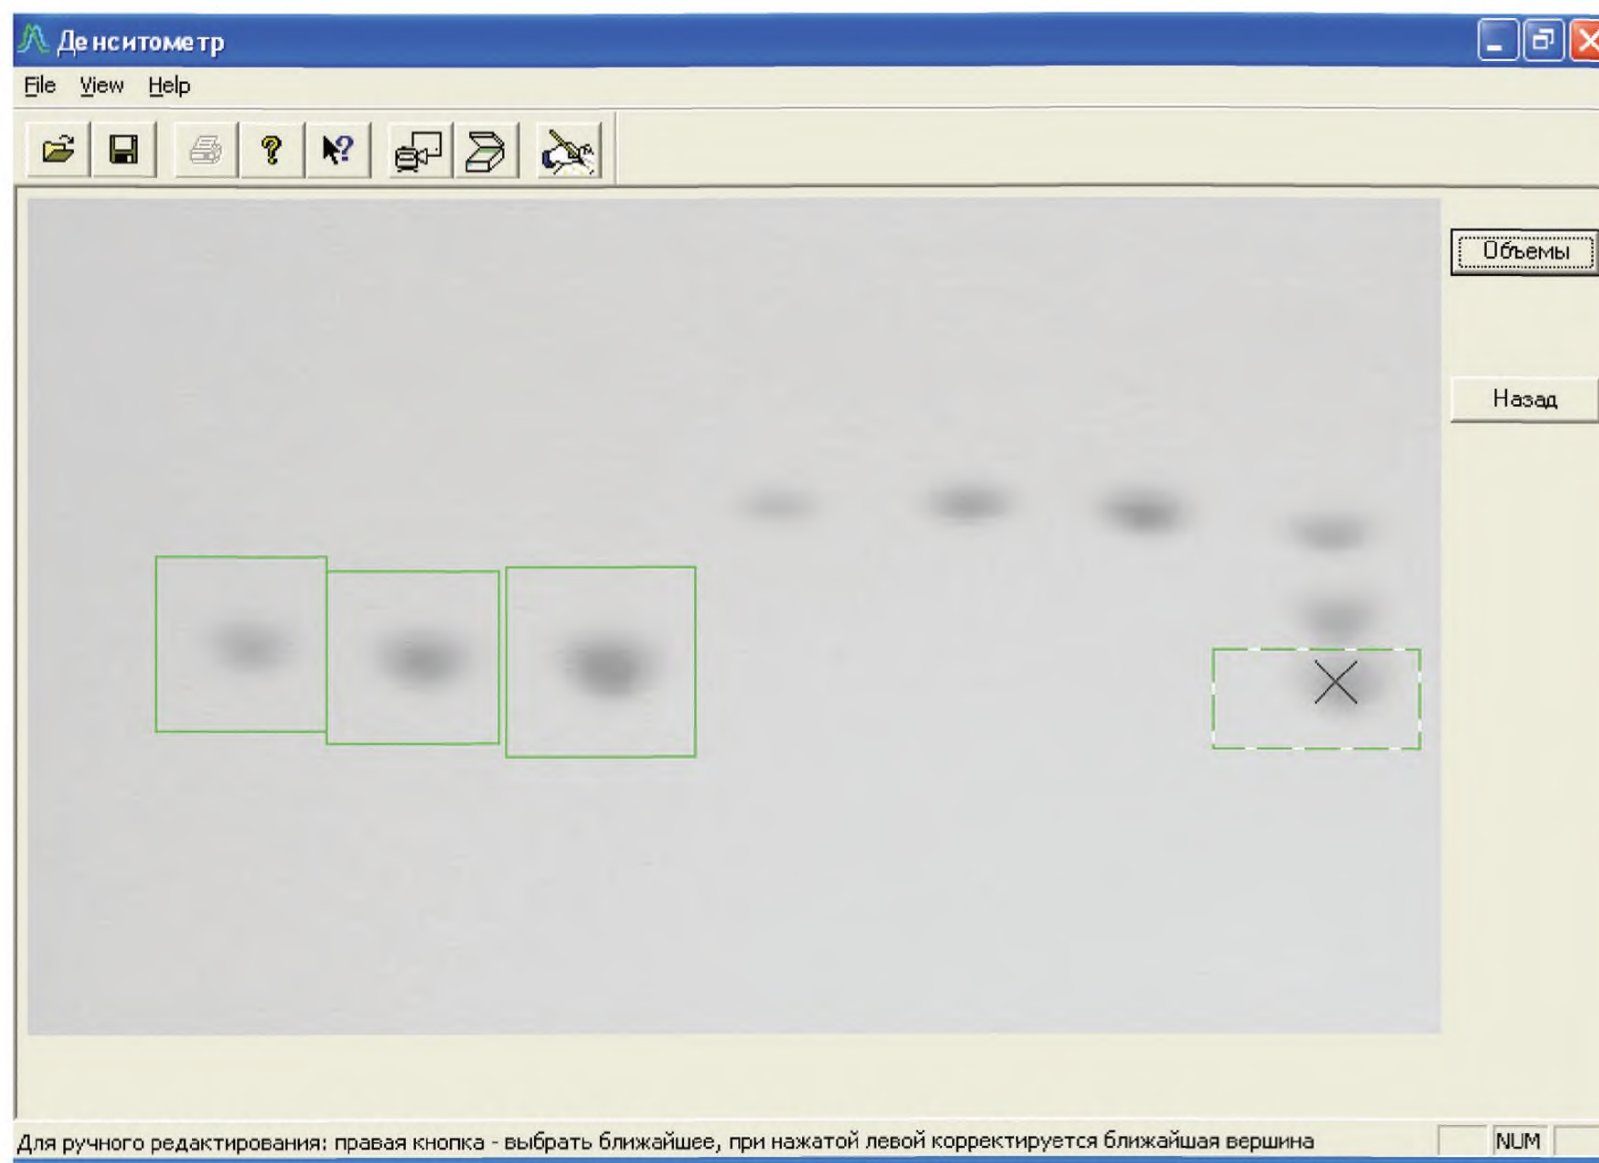 Денситометр
File View Help
Объемы
Назад
Для ручного редактирования: правая кнопка - выбрать ближайшее, при нажатой левой корректируется ближайшая вершина
NUM